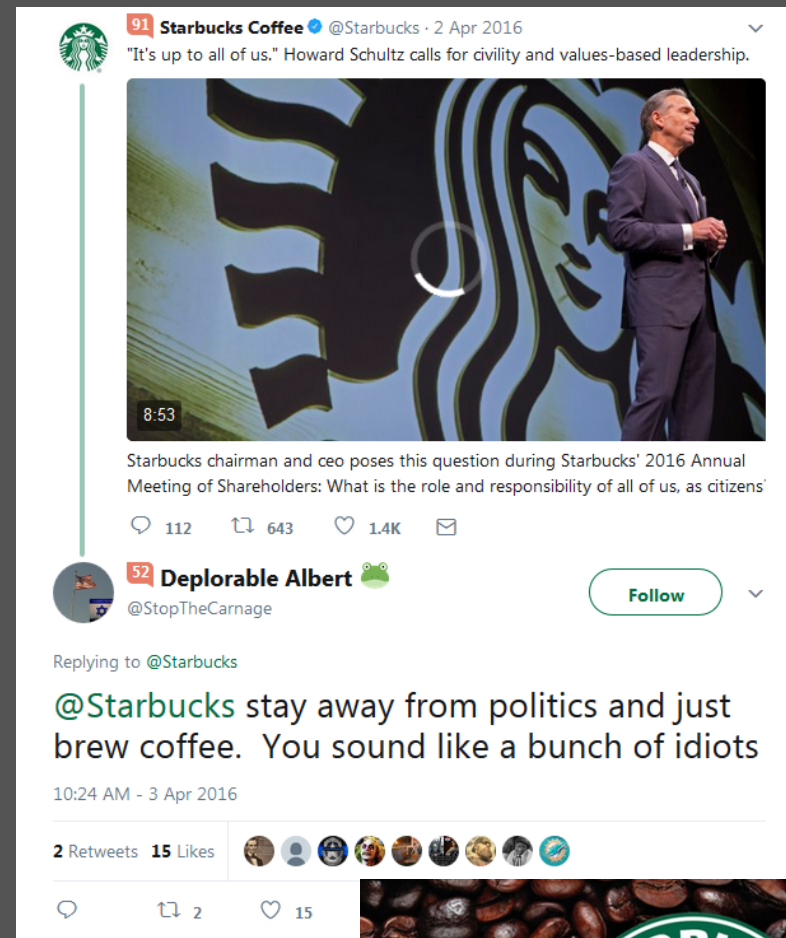 91 Starbucks Coffee @Starbucks · 2 Apr 2016
"It's up to all of us." Howard Schultz calls for civility and values-based leadership.
8:53
Starbucks chairman and ceo poses this question during Starbucks' 2016 Annual
Meeting of Shareholders: What is the role and responsibility of all of us, as citizens'
112 643 1.4K
52 Deplorable Albert
@StopTheCarnage
Follow
Replying to @Starbucks
@Starbucks stay away from politics and just
brew coffee. You sound like a bunch of idiots
10:24 AM - 3 Apr 2016
2 Retweets 15 Likes
2 15